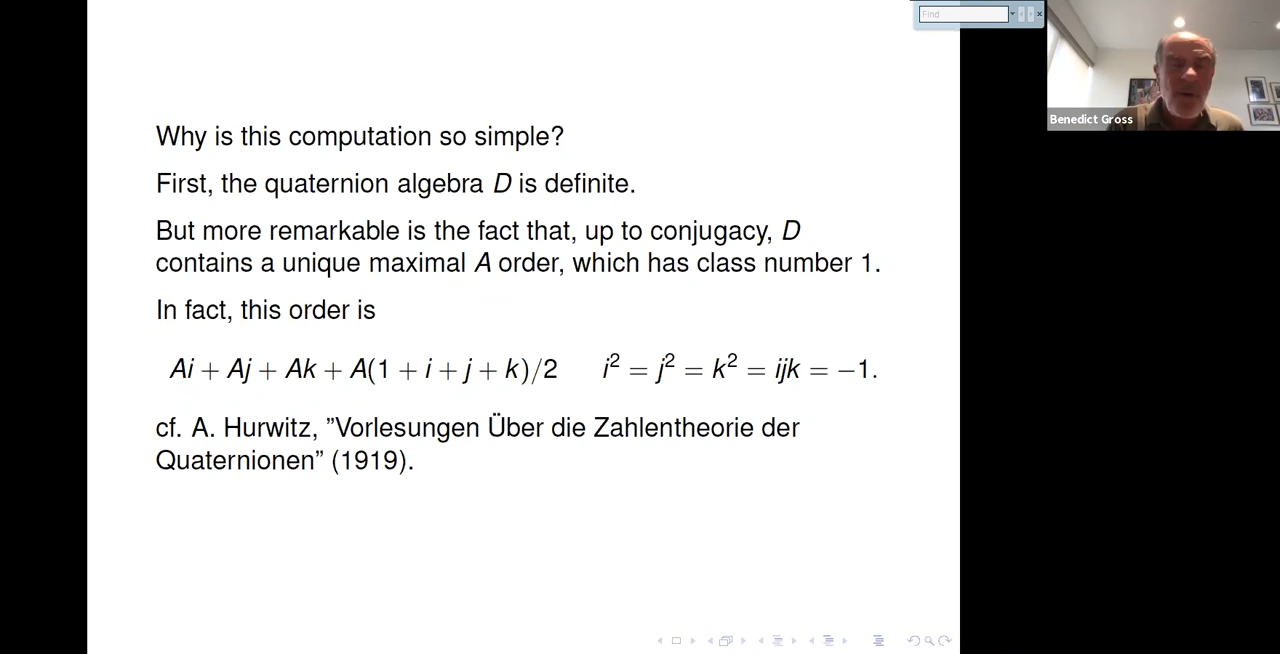 Find
Benedict Gross
Why is this computation so simple?
First, the quaternion algebra D is definite.
But more remarkable is the fact that, up to conjugacy, D
contains a unique maximal A order, which has class number 1.
In fact, this order is
Ai + Aj + Ak + A(1 + i + j + k)/2 i² = j² = k² = ijk = −1.
cf. A. Hurwitz, ”Vorlesungen Über die Zahlentheorie der
Quaternionen” (1919).